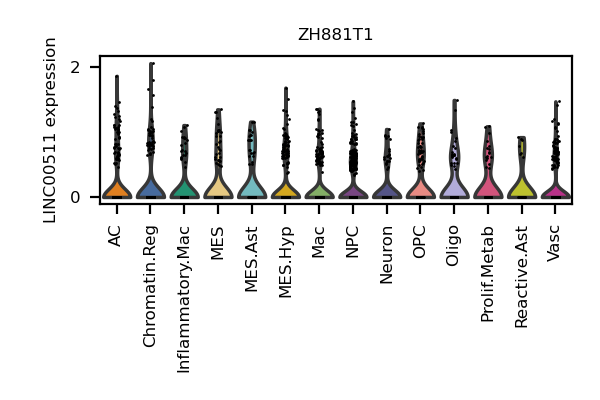 ZH881T1
LINC00511 expression
2
0
AC
Chromatin.Reg
Inflammatory.Mac
MES
MES.Ast
MES.Hyp
Mac
NPC
Neuron
OPC
Oligo
Prolif.Metab
Reactive.Ast
Vasc